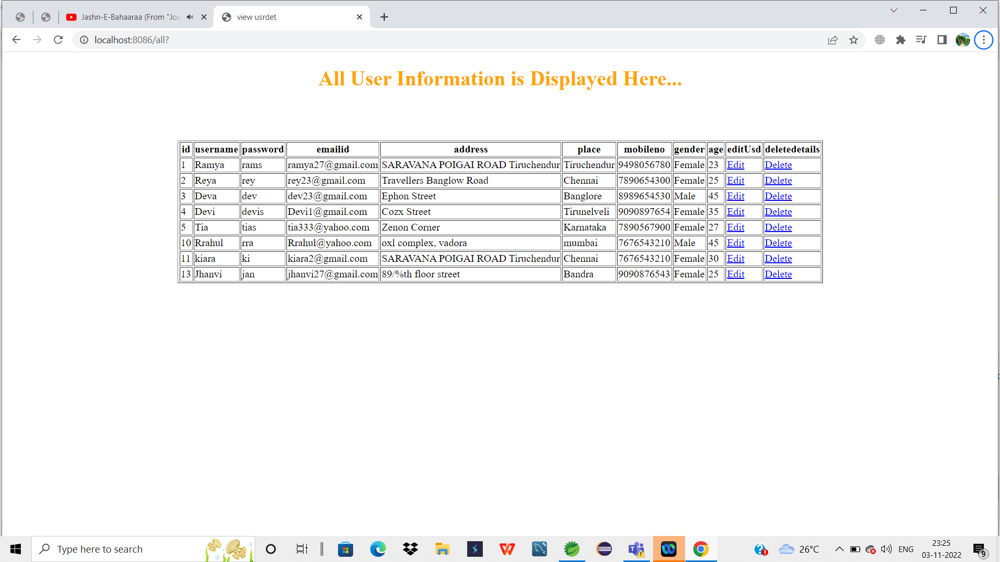 Jashn-E-Bahaaraa (From "Jod
view usrdet
localhost:8086/all?
All User Information is Displayed Here...
id username password emailid address place mobileno gender age editUsd deletedetails
1 Ramya rams ramya27@gmail.com SARAVANA POIGAI ROAD Tiruchendur Tiruchendur 9498056780 Female 23 Edit Delete
2 Reya rey rey23@gmail.com Travellers Banglow Road Chennai 7890654300 Female 25 Edit Delete
3 Deva dev dev23@gmail.com Ephon Street Banglore 8989654530 Male 45 Edit Delete
4 Devi devis Devi1@gmail.com Cozx Street Tirunelveli 9090897654 Female 35 Edit Delete
5 Tia tias tia333@yahoo.com Zenon Corner Karnataka 7890567900 Female 27 Edit Delete
10 Rrahul rra Rrahul@yahoo.com oxl complex, vadora mumbai 7676543210 Male 45 Edit Delete
11 kiara ki kiara2@gmail.com SARAVANA POIGAI ROAD Tiruchendur Chennai 7676543210 Female 30 Edit Delete
13 Jhanvi jan jhanvi27@gmail.com 89/%th floor street Bandra 9090876543 Female 25 Edit Delete
Type here to search
26°C
ENG
23:25
03-11-2022
9